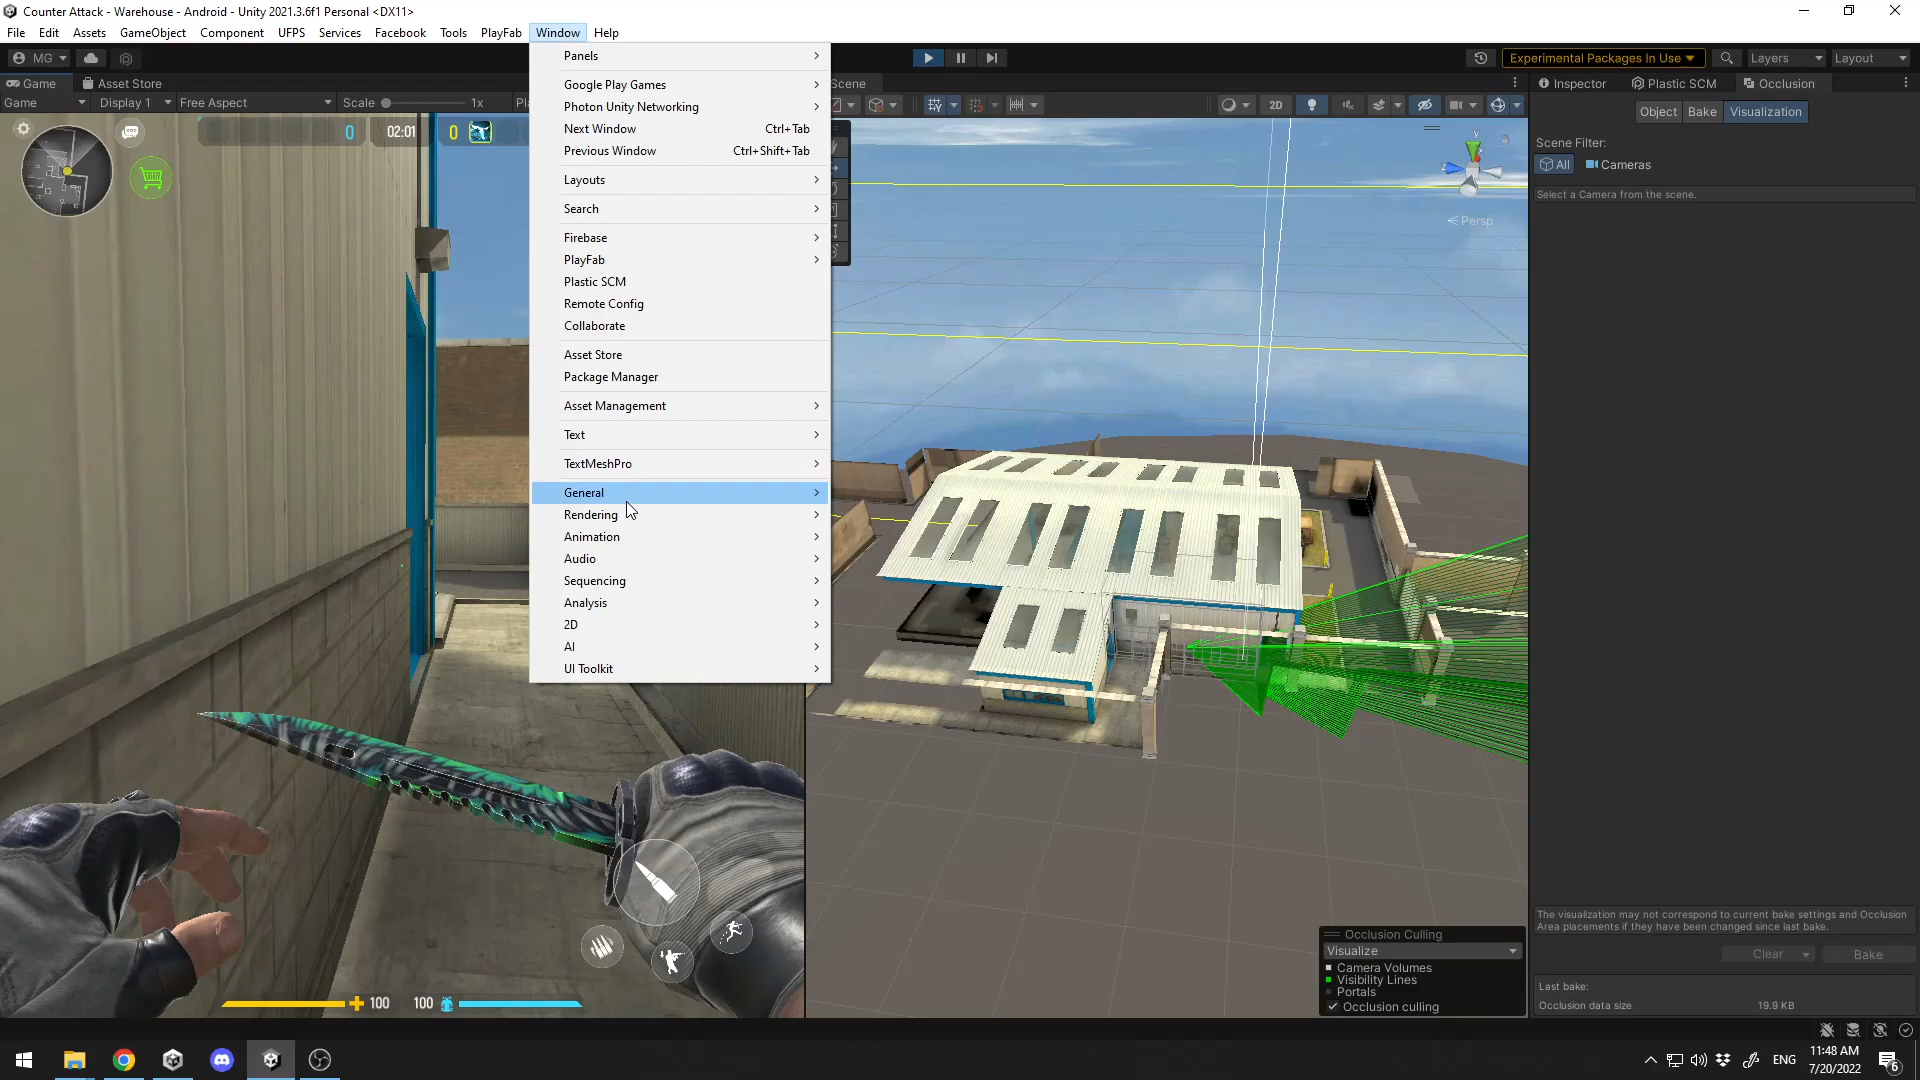 Counter Attack - Warehouse - Android - Unity 2021.3.6f1 Personal <DX11>
File Edit Assets GameObject Component UFPS Services Facebook Tools PlayFab Window Help
MG
Experimental Packages In Use
Layers
Layout
Game
Asset Store
Game Display 1 Free Aspect Scale 1x
0 02:01 0
100 100
Panels
Google Play Games
Photon Unity Networking
Next Window Ctrl+Tab
Previous Window Ctrl+Shift+Tab
Layouts
Search
Firebase
PlayFab
Plastic SCM
Remote Config
Collaborate
Asset Store
Package Manager
Asset Management
Text
TextMeshPro
General
Rendering
Animation
Audio
Sequencing
Analysis
2D
AI
UI Toolkit
Scene
2D
Y
Persp
Occlusion Culling
Visualize
Camera Volumes
Visibility Lines
Portals
Occlusion culling
Inspector Plastic SCM Occlusion
Object Bake Visualization
Scene Filter:
All Cameras
Select a Camera from the scene.
The visualization may not correspond to current bake settings and Occlusion
Area placements if they have been changed since last bake.
Clear Bake
Last bake:
Occlusion data size 19.9 KB
ENG
11:48 AM
7/20/2022
6